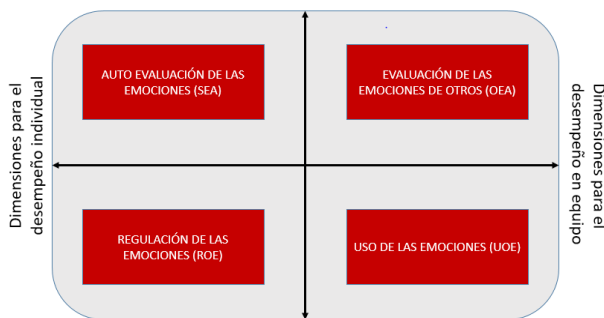 Dimensiones para el
desempeño individual
AUTO EVALUACIÓN DE LAS
EMOCIONES (SEA)
EVALUACIÓN DE LAS
EMOCIONES DE OTROS (OEA)
REGULACIÓN DE LAS
EMOCIONES (ROE)
USO DE LAS EMOCIONES (UOE)
Dimensiones para el
desempeño en equipo